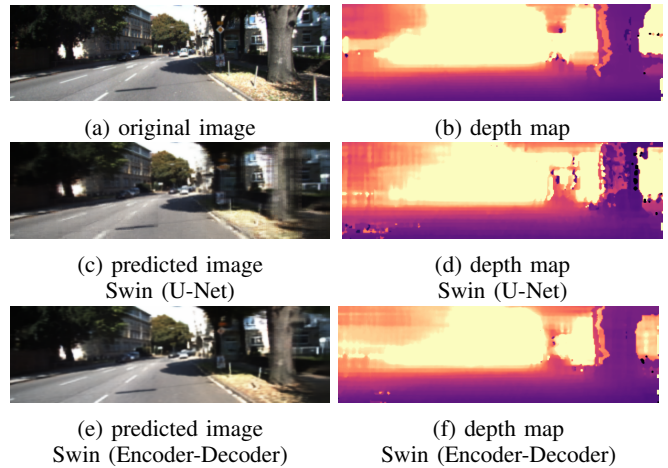 (a) original image
(b) depth map
(c) predicted image
Swin (U-Net)
(d) depth map
Swin (U-Net)
(e) predicted image
Swin (Encoder-Decoder)
(f) depth map
Swin (Encoder-Decoder)